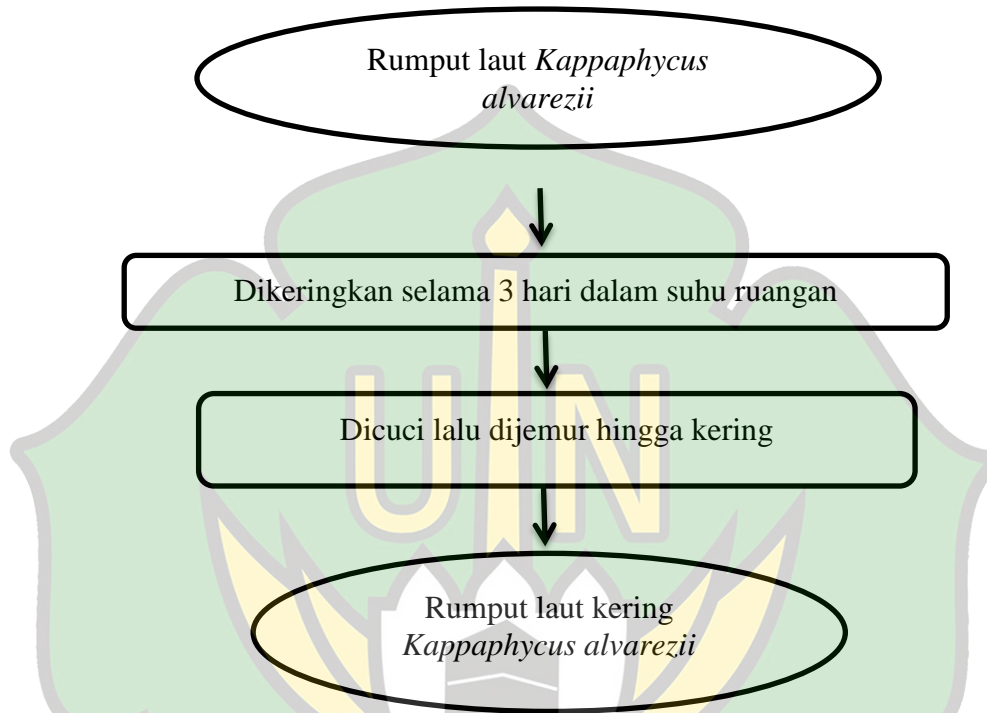 Rumput laut Kappaphycus
alvarezii
Dikeringkan selama 3 hari dalam suhu ruangan
UIN
Dicuci lalu dijemur hingga kering
Rumput laut kering
Kappaphycus alvarezii